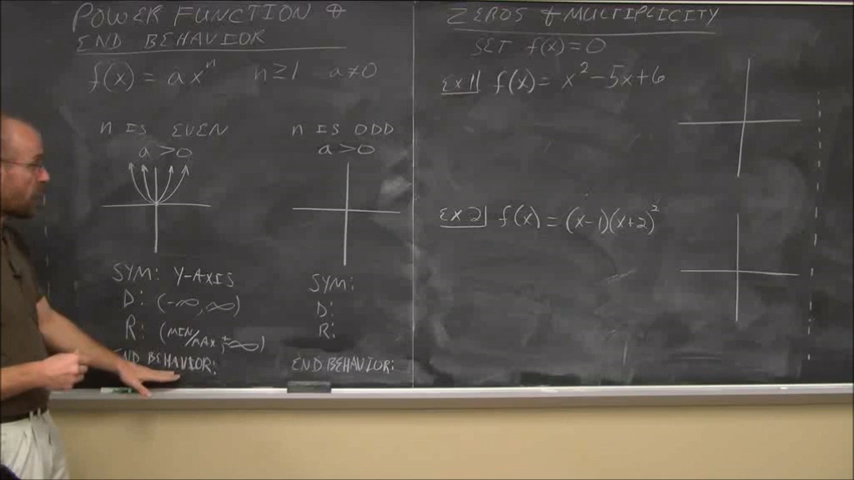 POWER FUNCTION &
END BEHAVIOR
f(x) = ax^n n≥1 a≠0
n IS EVEN
a > 0
SYM: Y-AXIS
D: (-∞, ∞)
R: (MIN/MAX, ∞)
END BEHAVIOR:
n IS ODD
a > 0
SYM:
D:
R:
END BEHAVIOR:
ZEROS & MULTIPLICITY
SET f(x) = 0
Ex 1 f(x) = x² - 5x + 6
Ex 2 f(x) = (x-1)(x+2)²